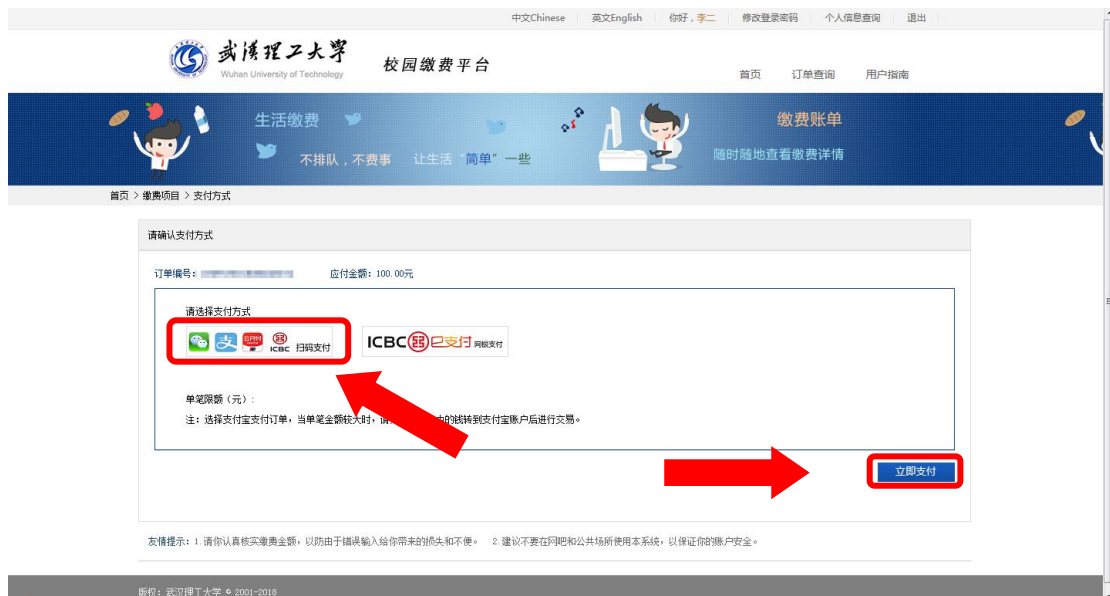 中文Chinese 英文English 你好,李二 修改登录密码 个人信息查询 退出
武汉理工大学
Wuhan University of Technology
校园缴费平台
首页 订单查询 用户指南
生活缴费
不排队,不费事 让生活“简单”一些
缴费账单
随时随地查看缴费详情
首页 > 缴费项目 > 支付方式
请确认支付方式
订单编号: 应付金额:100.00元
请选择支付方式
支 ICBC 扫码支付
ICBC e支付 网银支付
单笔限额(元):
注:选择支付宝支付订单,当单笔金额较大时,请 的钱转到支付宝账户后进行交易。
立即支付
友情提示:1.请你认真核实缴费金额,以防由于错误输入给你带来的损失和不便。 2.建议不要在网吧和公共场所使用本系统,以保证你的账户安全。
版权:武汉理工大学 © 2001-2018